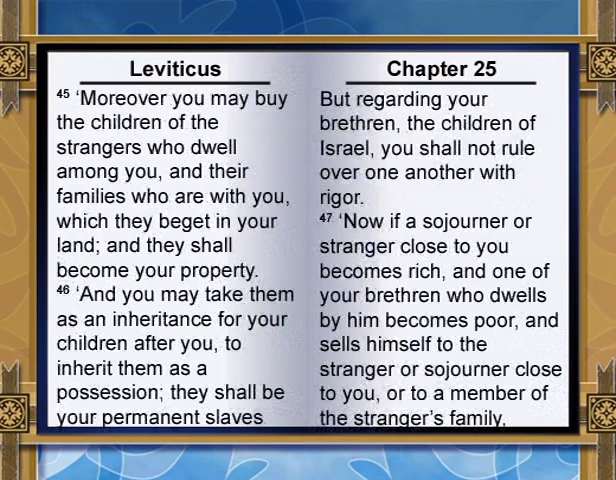 Leviticus
45 ‘Moreover you may buy
the children of the
strangers who dwell
among you, and their
families who are with you,
which they beget in your
land; and they shall
become your property.
46 ‘And you may take them
as an inheritance for your
children after you, to
inherit them as a
possession; they shall be
your permanent slaves
Chapter 25
But regarding your
brethren, the children of
Israel, you shall not rule
over one another with
rigor.
47 ‘Now if a sojourner or
stranger close to you
becomes rich, and one of
your brethren who dwells
by him becomes poor, and
sells himself to the
stranger or sojourner close
to you, or to a member of
the stranger’s family,